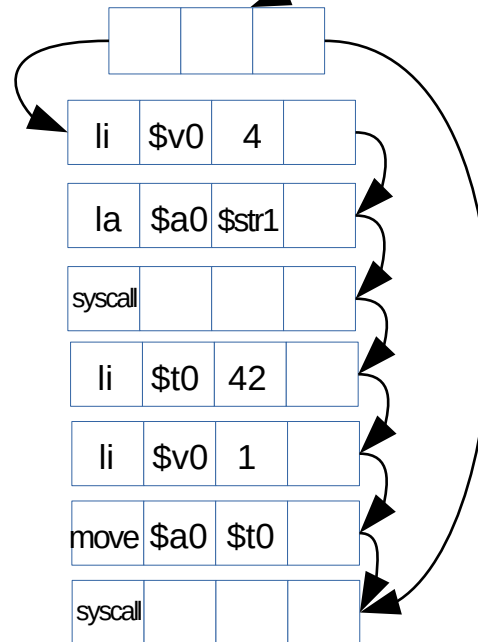 li $v0 4
la $a0 $str1
syscall
li $t0 42
li $v0 1
move $a0 $t0
syscall